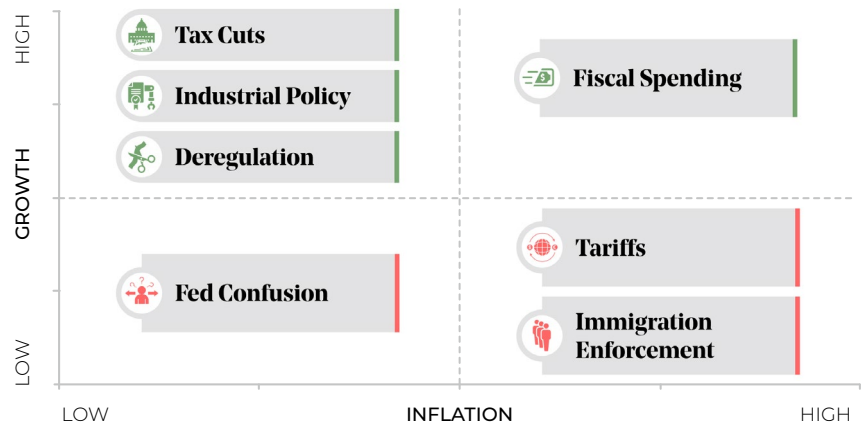 HIGH
GROWTH
LOW
Tax Cuts
Industrial Policy
Deregulation
Fiscal Spending
Fed Confusion
Tariffs
Immigration
Enforcement
LOW
INFLATION
HIGH